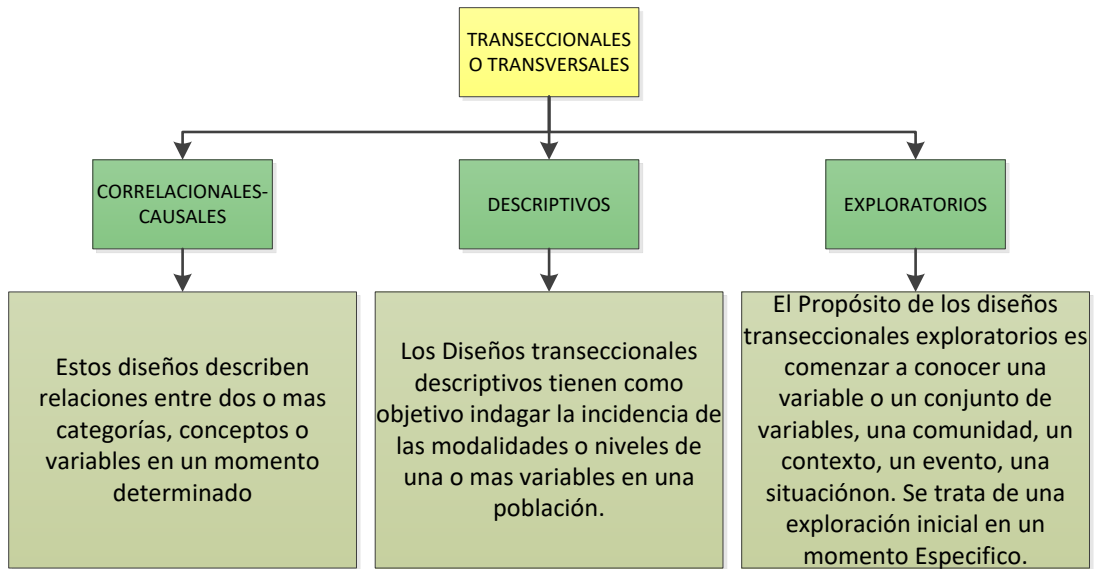 TRANSECCIONALES
O TRANSVERSALES
CORRELACIONALES-
CAUSALES
DESCRIPTIVOS
EXPLORATORIOS
Estos diseños describen
relaciones entre dos o mas
categorías, conceptos o
variables en un momento
determinado
Los Diseños transeccionales
descriptivos tienen como
objetivo indagar la incidencia de
las modalidades o niveles de
una o mas variables en una
población.
El Propósito de los diseños
transeccionales exploratorios es
comenzar a conocer una
variable o un conjunto de
variables, una comunidad, un
contexto, un evento, una
situaciónon. Se trata de una
exploración inicial en un
momento Especifico.